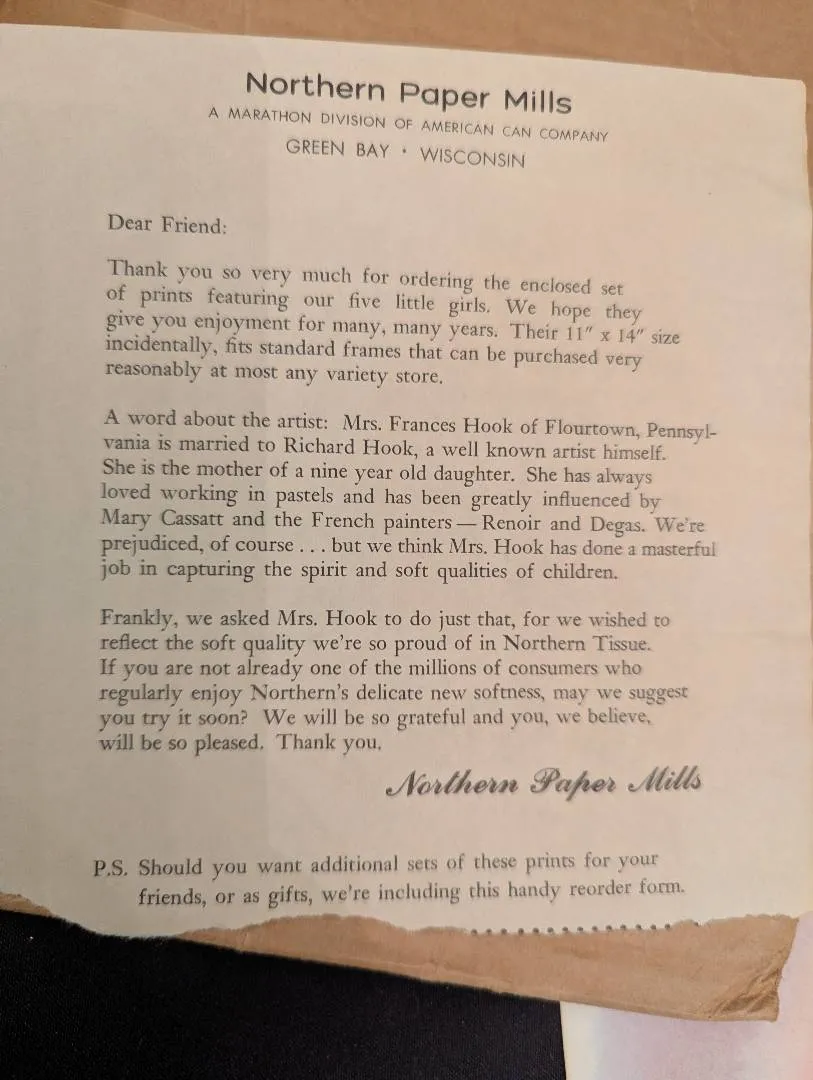 Northern Paper Mills
A MARATHON DIVISION OF AMERICAN CAN COMPANY
GREEN BAY • WISCONSIN
Dear Friend:
Thank you so very much for ordering the enclosed set
of prints featuring our five little girls. We hope they
give you enjoyment for many, many years. Their 11″ x 14″ size
incidentally, fits standard frames that can be purchased very
reasonably at most any variety store.
A word about the artist: Mrs. Frances Hook of Flourtown, Pennsyl-
vania is married to Richard Hook, a well known artist himself.
She is the mother of a nine year old daughter. She has always
loved working in pastels and has been greatly influenced by
Mary Cassatt and the French painters — Renoir and Degas. We're
prejudiced, of course . . . but we think Mrs. Hook has done a masterful
job in capturing the spirit and soft qualities of children.
Frankly, we asked Mrs. Hook to do just that, for we wished to
reflect the soft quality we're so proud of in Northern Tissue.
If you are not already one of the millions of consumers who
regularly enjoy Northern's delicate new softness, may we suggest
you try it soon? We will be so grateful and you, we believe,
will be so pleased. Thank you.
Northern Paper Mills
P.S. Should you want additional sets of these prints for your
friends, or as gifts, we're including this handy reorder form.